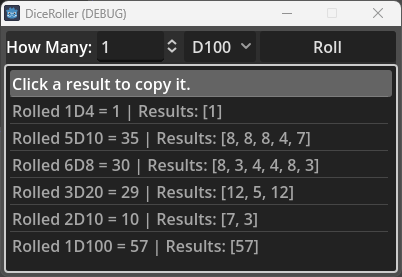 DiceRoller (DEBUG)
How Many: 1 D100 Roll
Click a result to copy it.
Rolled 1D4 = 1 | Results: [1]
Rolled 5D10 = 35 | Results: [8, 8, 8, 4, 7]
Rolled 6D8 = 30 | Results: [8, 3, 4, 4, 8, 3]
Rolled 3D20 = 29 | Results: [12, 5, 12]
Rolled 2D10 = 10 | Results: [7, 3]
Rolled 1D100 = 57 | Results: [57]